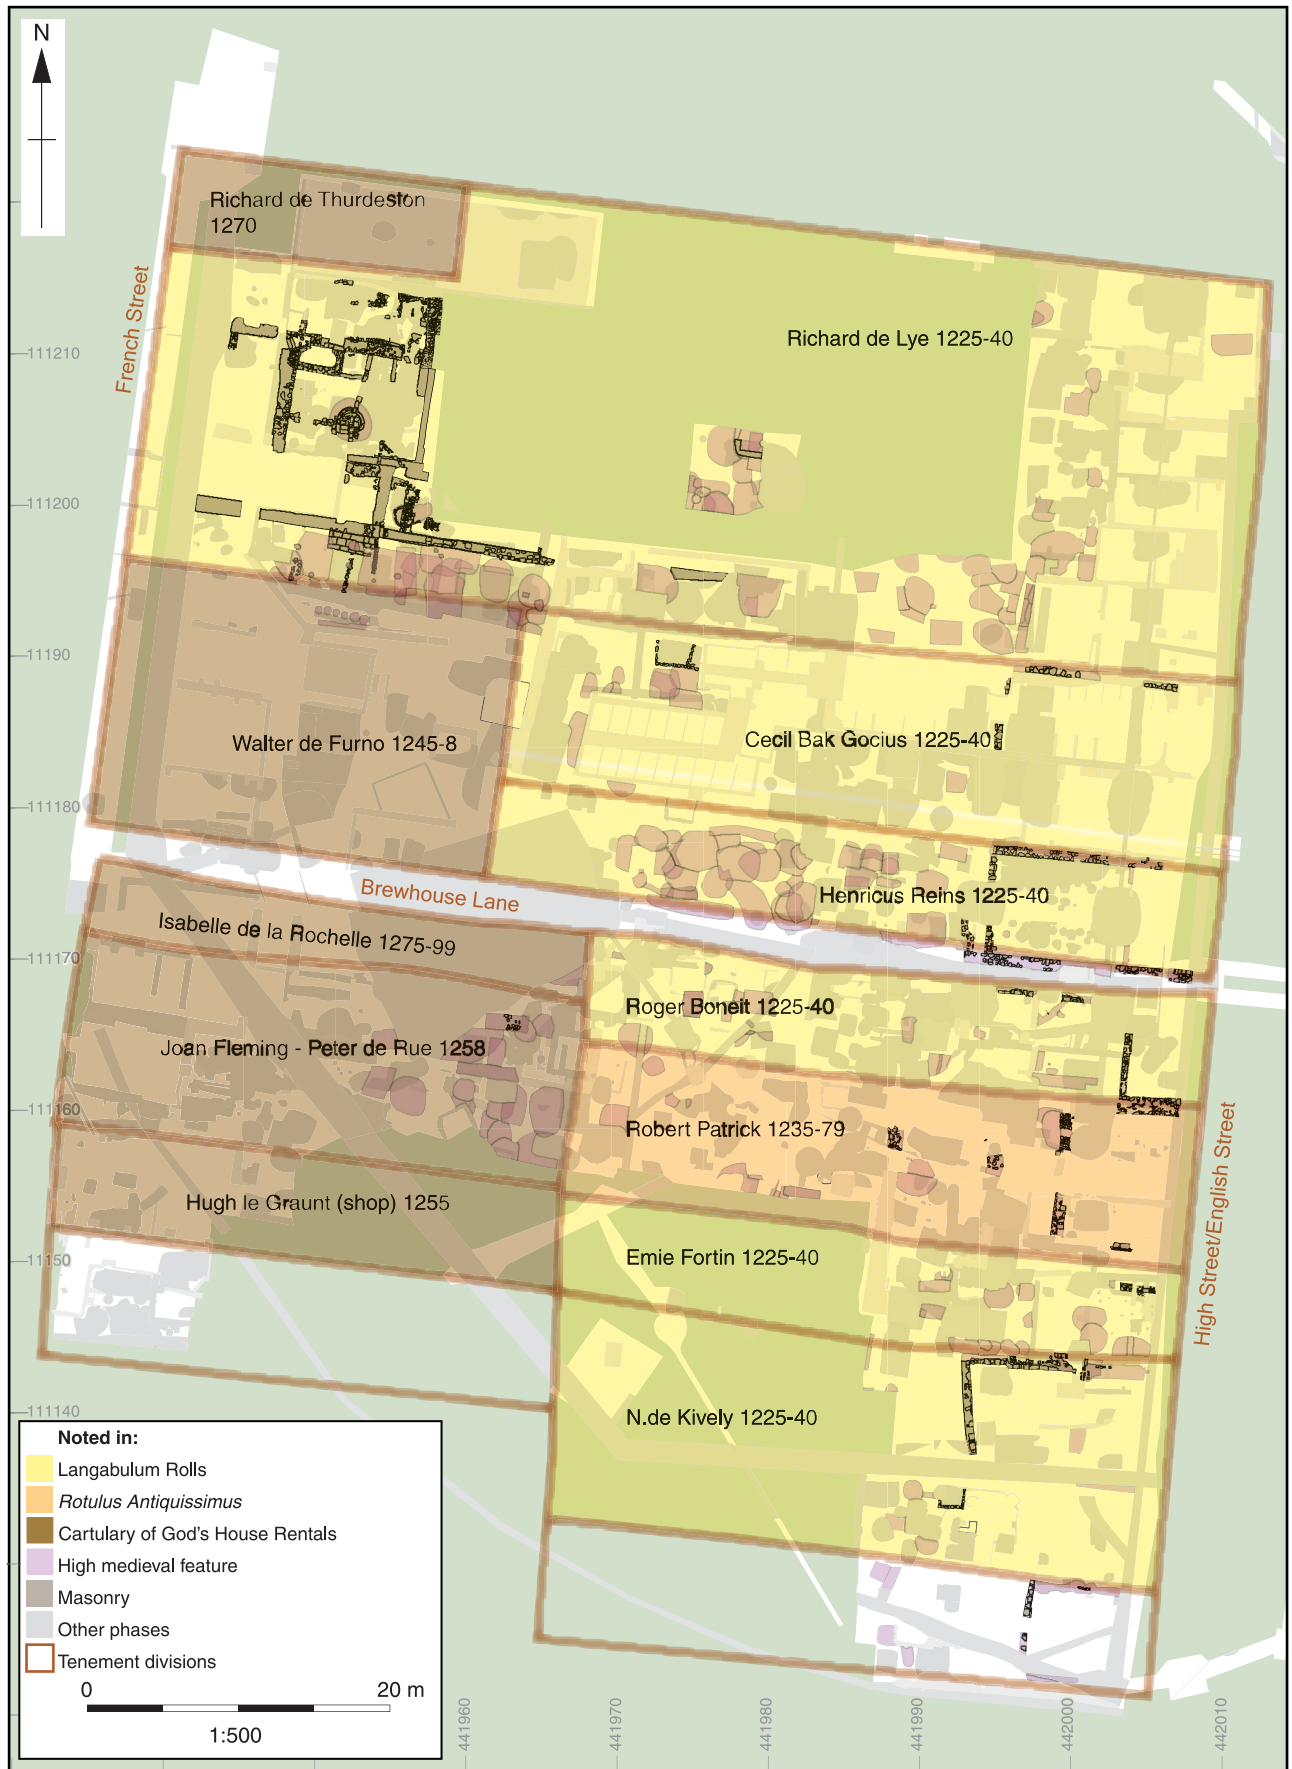 N
Richard de Thurdeston
1270
French Street
Richard de Lye 1225-40
111210
111200
11190
Cecil Bak Gocius 1225-40
Walter de Furno 1245-8
111180
Brewhouse Lane
Henricus Reins 1225-40
Isabelle de la Rochelle 1275-99
111170
Roger Boneit 1225-40
Joan Fleming - Peter de Rue 1258
111160
Robert Patrick 1235-79
High Street/English Street
Hugh le Graunt (shop) 1255
11150
Emie Fortin 1225-40
111140
N.de Kively 1225-40
Noted in:
Langabulum Rolls
Rotulus Antiquissimus
Cartulary of God's House Rentals
High medieval feature
Masonry
Other phases
Tenement divisions
0 20 m
1:500
441960
441970
441980
441990
442000
442010